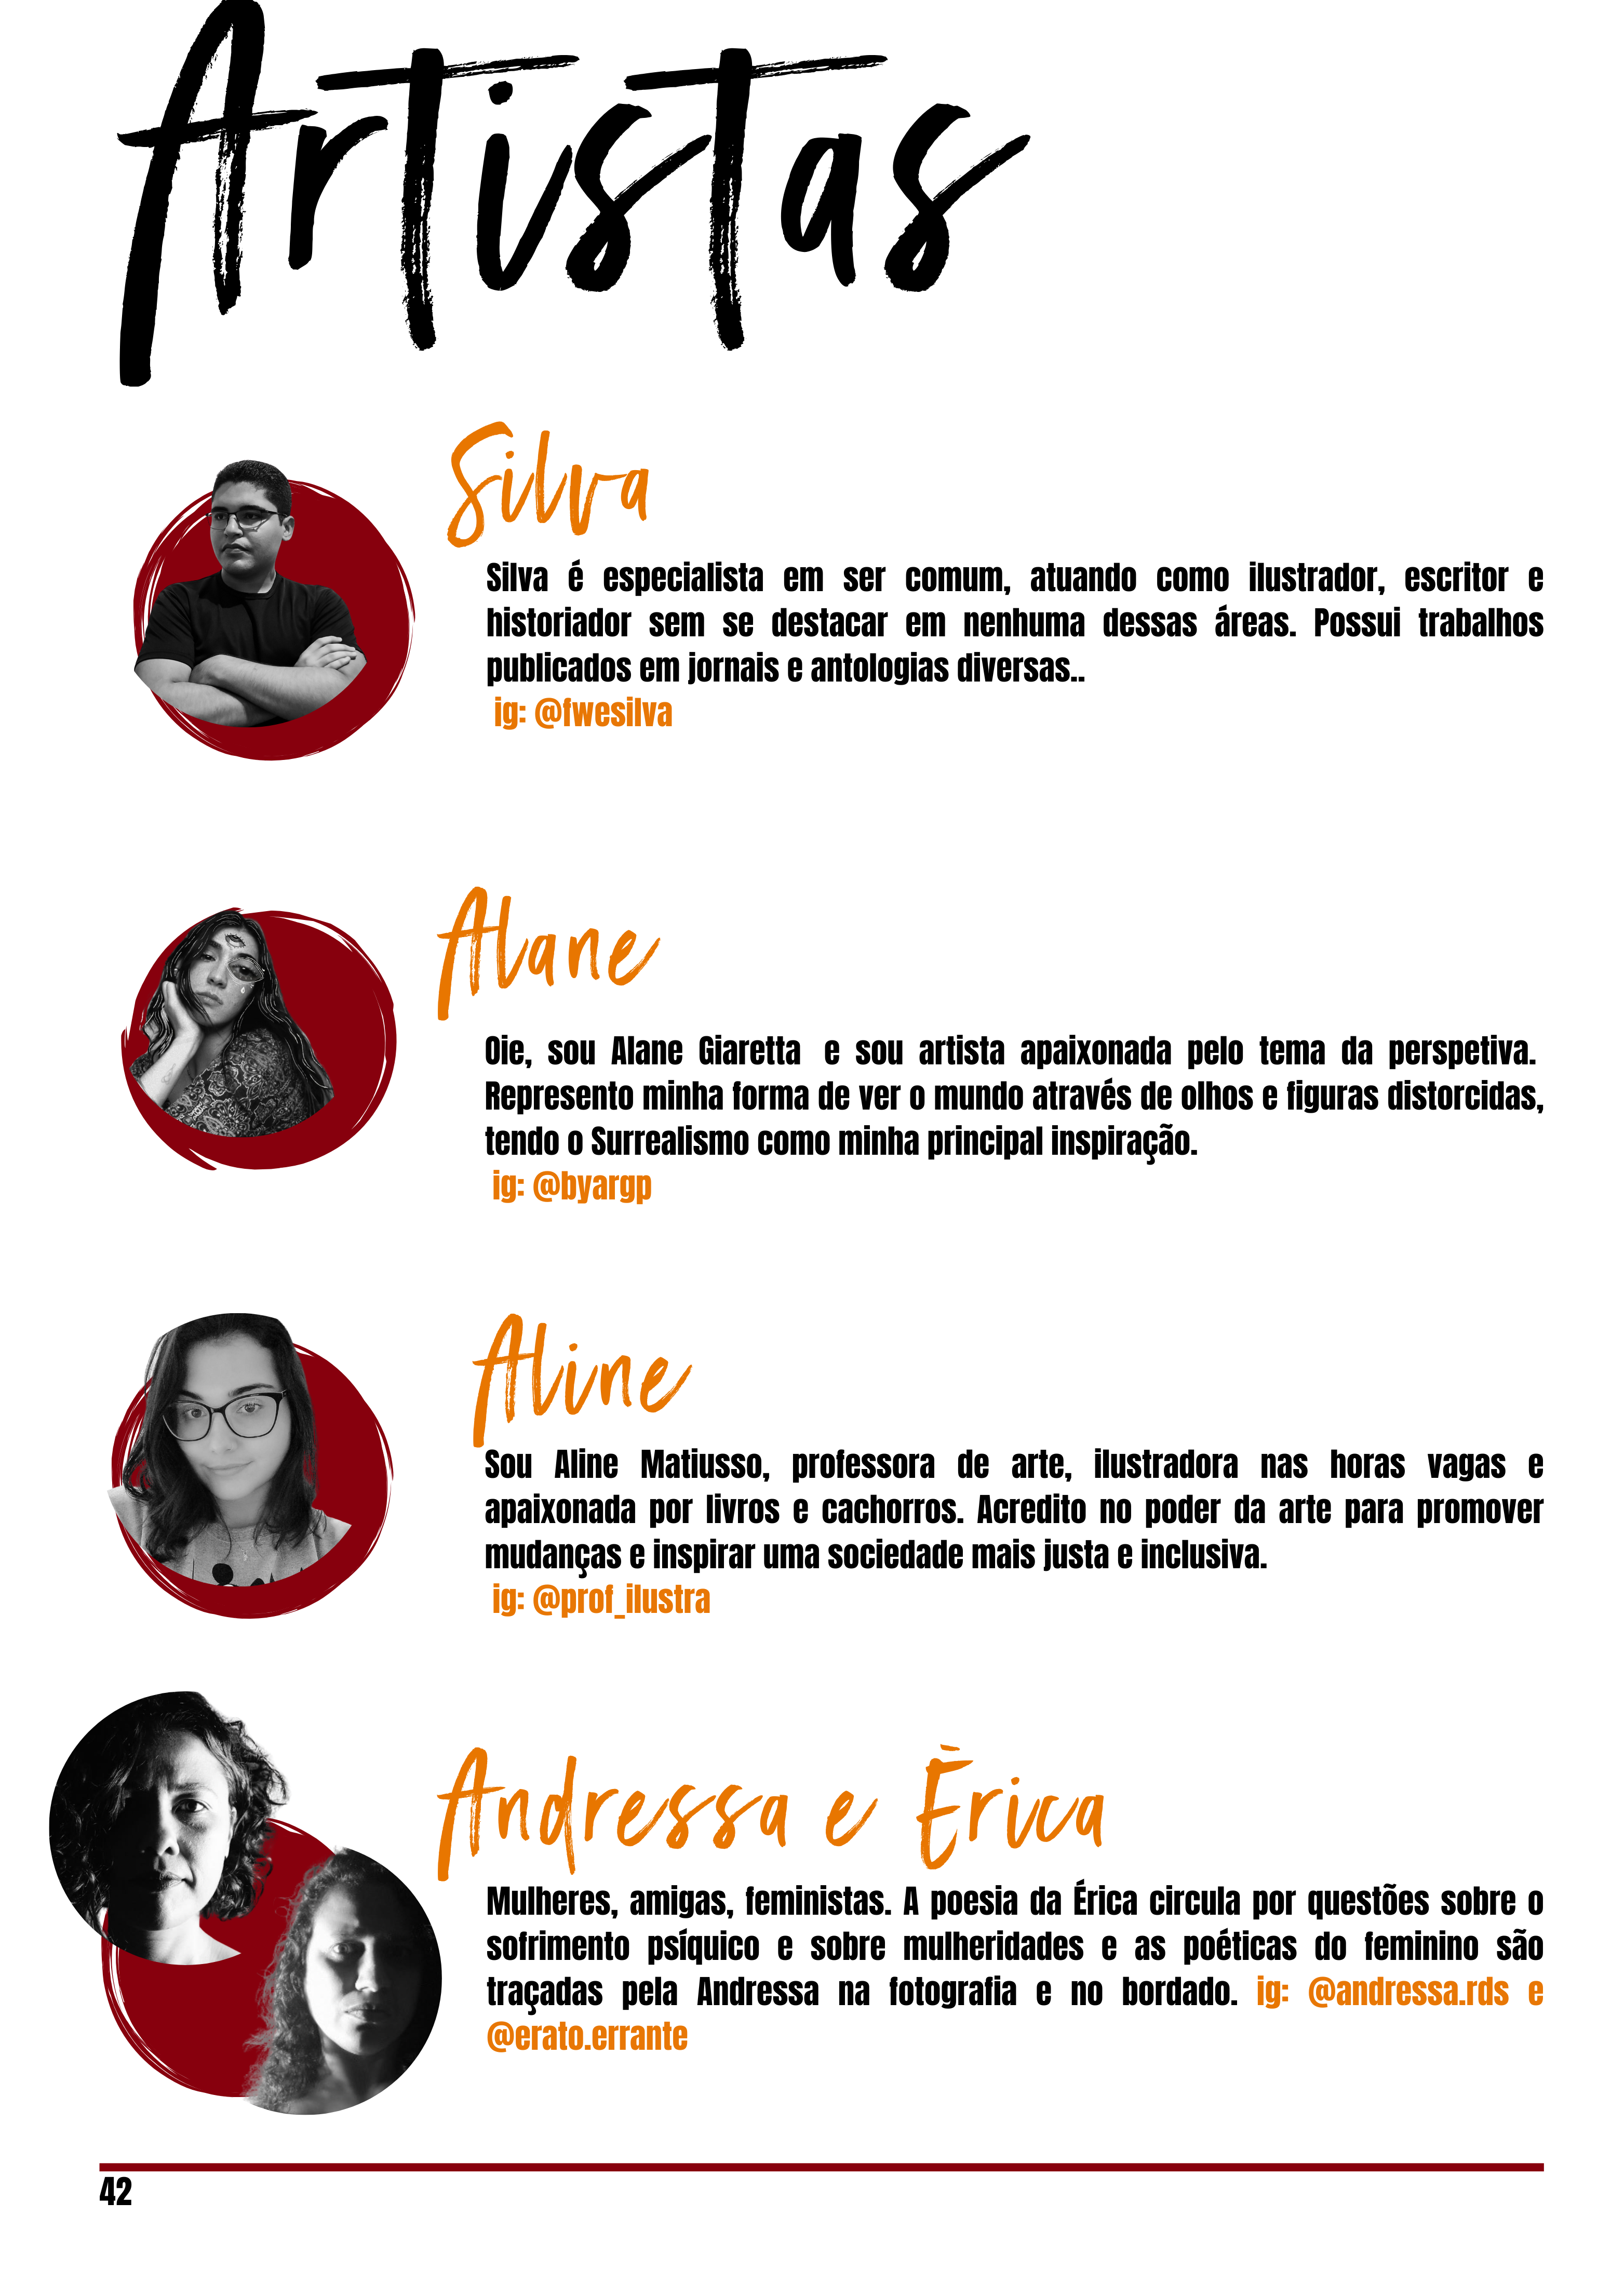 Artistas
Silva
Silva é especialista em ser comum, atuando como ilustrador, escritor e
historiador sem se destacar em nenhuma dessas áreas. Possui trabalhos
publicados em jornais e antologias diversas..
ig: @fwesilva
Alane
Oie, sou Alane Giaretta e sou artista apaixonada pelo tema da perspetiva.
Represento minha forma de ver o mundo através de olhos e figuras distorcidas,
tendo o Surrealismo como minha principal inspiração.
ig: @byargp
Aline
Sou Aline Matiusso, professora de arte, ilustradora nas horas vagas e
apaixonada por livros e cachorros. Acredito no poder da arte para promover
mudanças e inspirar uma sociedade mais justa e inclusiva.
ig: @prof_ilustra
Andressa e Érica
Mulheres, amigas, feministas. A poesia da Érica circula por questões sobre o
sofrimento psíquico e sobre mulheridades e as poéticas do feminino são
traçadas pela Andressa na fotografia e no bordado. ig: @andressa.rds e
@erato.errante
42